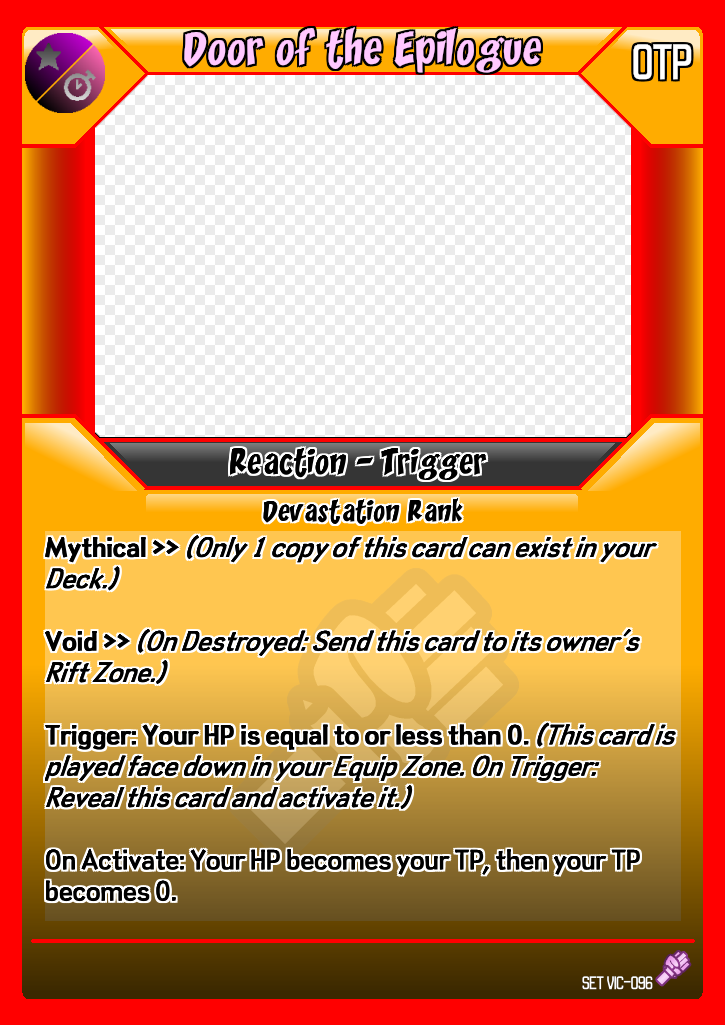 Door of the Epilogue
0TP
Reaction - Trigger
Devastation Rank
Mythical >> (Only 1 copy of this card can exist in your
Deck.)
Void >> (On Destroyed: Send this card to its owner's
Rift Zone.)
Trigger: Your HP is equal to or less than 0. (This card is
played face down in your Equip Zone. On Trigger:
Reveal this card and activate it.)
On Activate: Your HP becomes your TP, then your TP
becomes 0.
SET VIC-096